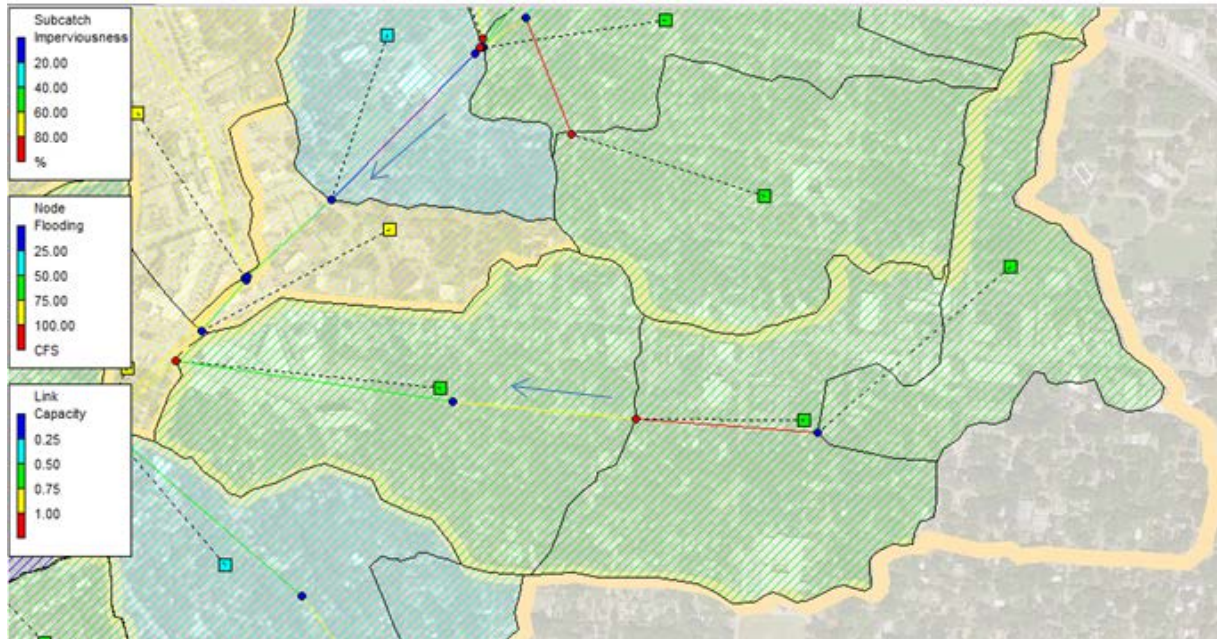 Subcatch
Imperviousness
20.00
40.00
60.00
80.00
%
Node
Flooding
25.00
50.00
75.00
100.00
CFS
Link
Capacity
0.25
0.50
0.75
1.00